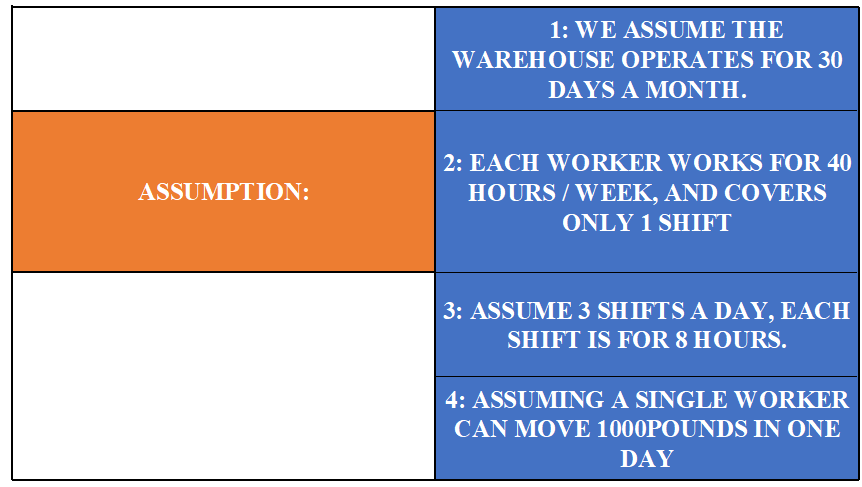 1: WE ASSUME THE
WAREHOUSE OPERATES FOR 30
DAYS A MONTH.
ASSUMPTION:
2: EACH WORKER WORKS FOR 40
HOURS / WEEK, AND COVERS
ONLY 1 SHIFT
3: ASSUME 3 SHIFTS A DAY, EACH
SHIFT IS FOR 8 HOURS.
4: ASSUMING A SINGLE WORKER
CAN MOVE 1000POUNDS IN ONE
DAY